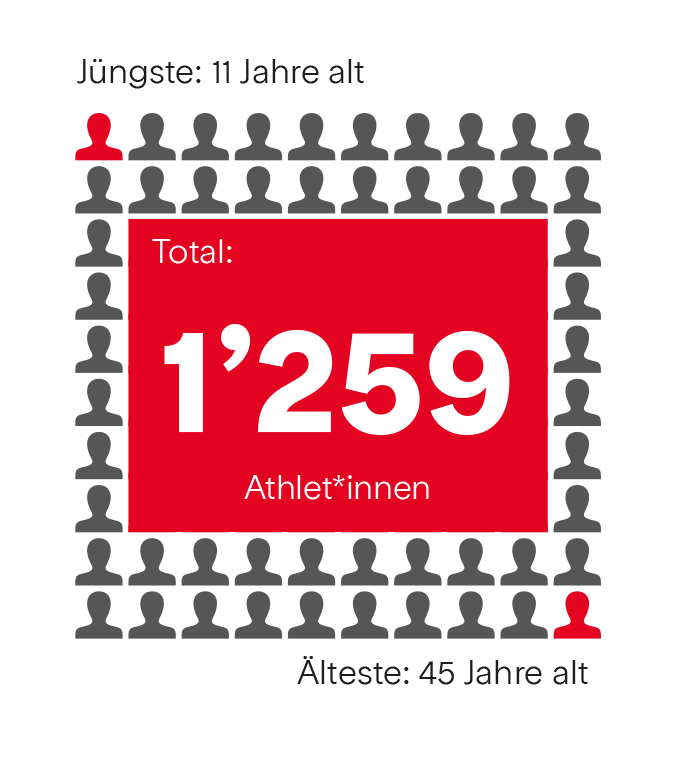 Jüngste: 11 Jahre alt
Total:
1’259
Athlet*innen
Älteste: 45 Jahre alt